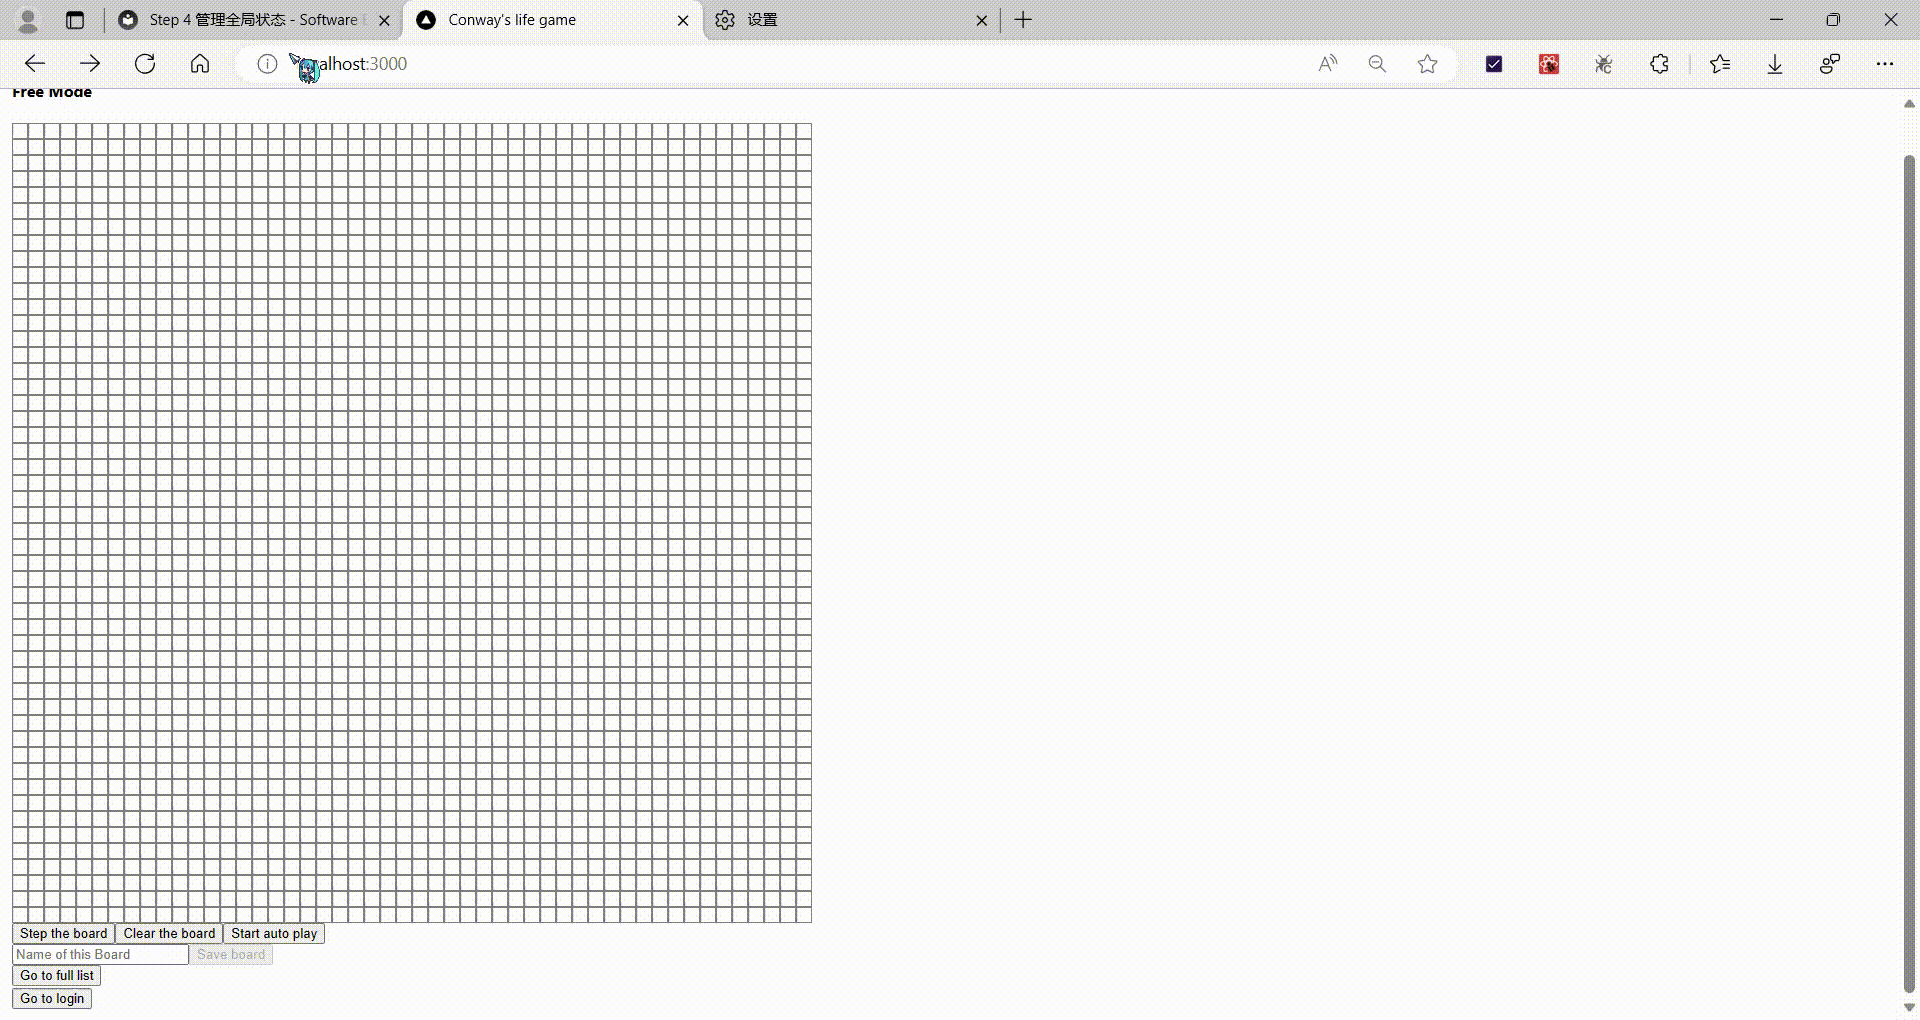 Step 4 管理全局状态 - Software
Conway's life game
设置
alhost:3000
Free Mode
Step the board Clear the board Start auto play
Name of this Board Save board
Go to full list
Go to login